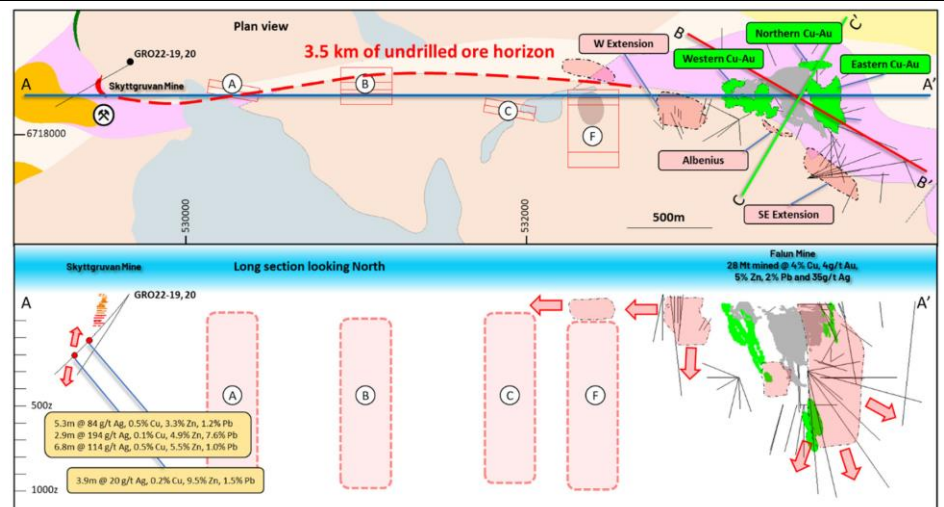 Plan view
GRO22-19, 20
3.5 km of undrilled ore horizon
W Extension
B
C'
Northern Cu-Au
Western Cu-Au
Eastern Cu-Au
A
Skyttgruvan Mine
A
B
A'
C
F
6718000
Albenius
B'
C
SE Extension
530000
532000
500m
Skyttgruvan Mine
Long section looking North
Falun Mine
28 Mt mined @ 4% Cu, 4g/t Au,
5% Zn, 2% Pb and 35g/t Ag
A
GRO22-19, 20
A'
A
B
C
F
500z
5.3m @ 84 g/t Ag, 0.5% Cu, 3.3% Zn, 1.2% Pb
2.9m @ 194 g/t Ag, 0.1% Cu, 4.9% Zn, 7.6% Pb
6.8m @ 114 g/t Ag, 0.5% Cu, 5.5% Zn, 1.0% Pb
3.9m @ 20 g/t Ag, 0.2% Cu, 9.5% Zn, 1.5% Pb
1000z